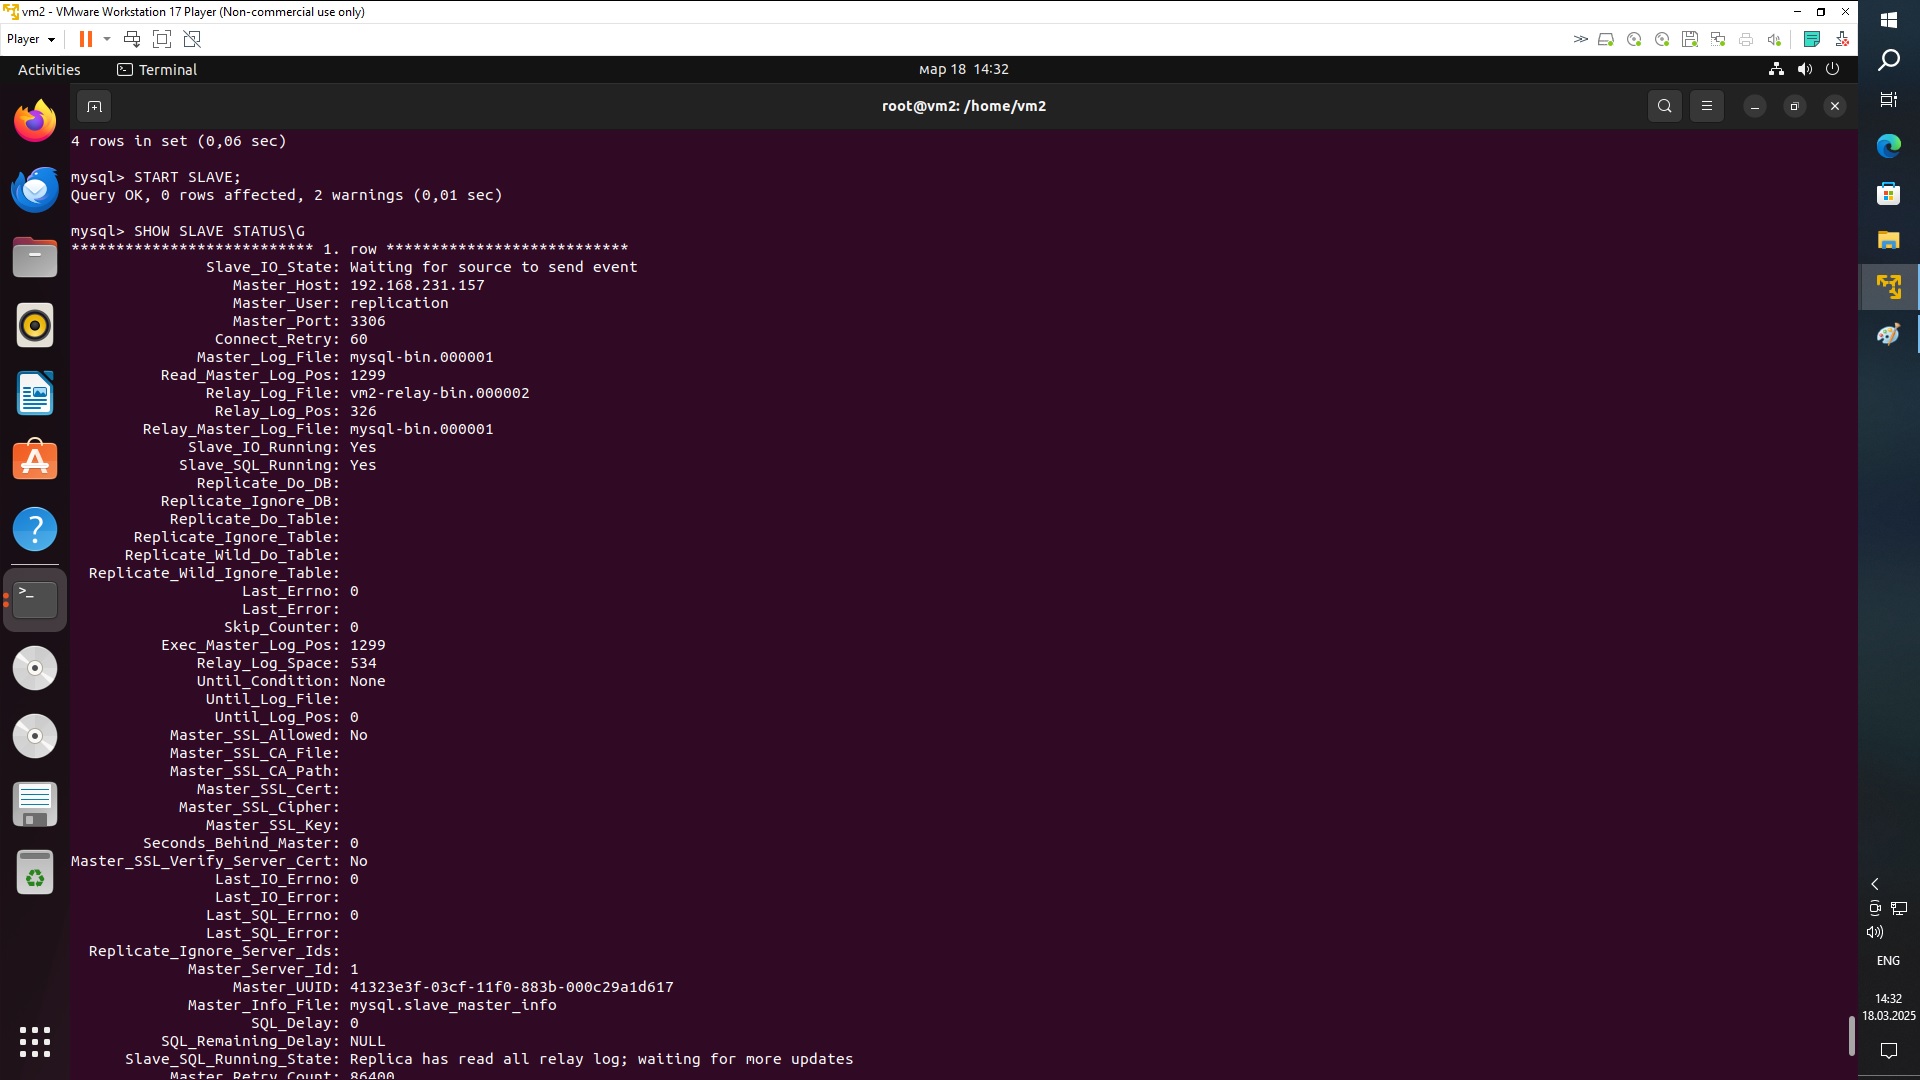 vm2 - VMware Workstation 17 Player (Non-commercial use only)
Player
Activities
Terminal
мар 18 14:32
root@vm2: /home/vm2
4 rows in set (0,06 sec)
mysql> START SLAVE;
Query OK, 0 rows affected, 2 warnings (0,01 sec)
mysql> SHOW SLAVE STATUS\G
*************************** 1. row ***************************
Slave_IO_State: Waiting for source to send event
Master_Host: 192.168.231.157
Master_User: replication
Master_Port: 3306
Connect_Retry: 60
Master_Log_File: mysql-bin.000001
Read_Master_Log_Pos: 1299
Relay_Log_File: vm2-relay-bin.000002
Relay_Log_Pos: 326
Relay_Master_Log_File: mysql-bin.000001
Slave_IO_Running: Yes
Slave_SQL_Running: Yes
Replicate_Do_DB:
Replicate_Ignore_DB:
Replicate_Do_Table:
Replicate_Ignore_Table:
Replicate_Wild_Do_Table:
Replicate_Wild_Ignore_Table:
Last_Errno: 0
Last_Error:
Skip_Counter: 0
Exec_Master_Log_Pos: 1299
Relay_Log_Space: 534
Until_Condition: None
Until_Log_File:
Until_Log_Pos: 0
Master_SSL_Allowed: No
Master_SSL_CA_File:
Master_SSL_CA_Path:
Master_SSL_Cert:
Master_SSL_Cipher:
Master_SSL_Key:
Seconds_Behind_Master: 0
Master_SSL_Verify_Server_Cert: No
Last_IO_Errno: 0
Last_IO_Error:
Last_SQL_Errno: 0
Last_SQL_Error:
Replicate_Ignore_Server_Ids:
Master_Server_Id: 1
Master_UUID: 41323e3f-03cf-11f0-883b-000c29a1d617
Master_Info_File: mysql.slave_master_info
SQL_Delay: 0
SQL_Remaining_Delay: NULL
Slave_SQL_Running_State: Replica has read all relay log; waiting for more updates
Master_Retry_Count: 86400
ENG
14:32
18.03.2025